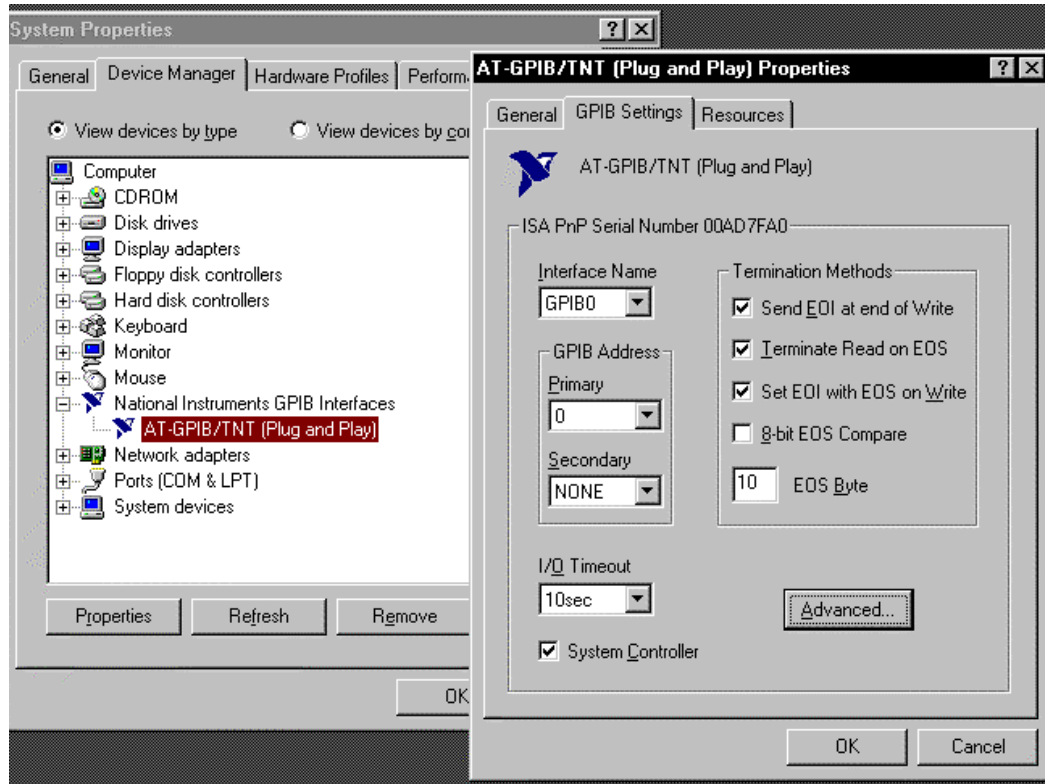 System Properties
General
Device Manager
Hardware Profiles
View devices by type
Computer
CDROM
Disk drives
Display adapters
Floppy disk controllers
Hard disk controllers
Keyboard
Monitor
Mouse
National Instruments GPIB Interfaces
AT-GPIB/TNT (Plug and Play)
Network adapters
Ports (COM & LPT)
System devices
Properties
Refresh
Remove
OK
AT-GPIB/TNT (Plug and Play) Properties
General
GPIB Settings
Resources
AT-GPIB/TNT (Plug and Play)
ISA PnP Serial Number 00AD7FA0
Interface Name
GPIB0
GPIB Address
Primary
0
Secondary
NONE
Termination Methods
Send EOI at end of Write
Terminate Read on EOS
Set EOI with EOS on Write
8-bit EOS Compare
10 EOS Byte
I/O Timeout
10sec
Advanced...
System Controller
OK
Cancel